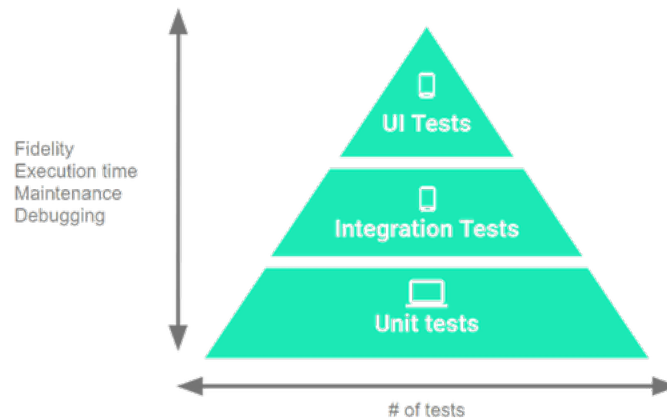 UI Tests
Fidelity
Execution time
Maintenance
Debugging
Integration Tests
Unit tests
# of tests